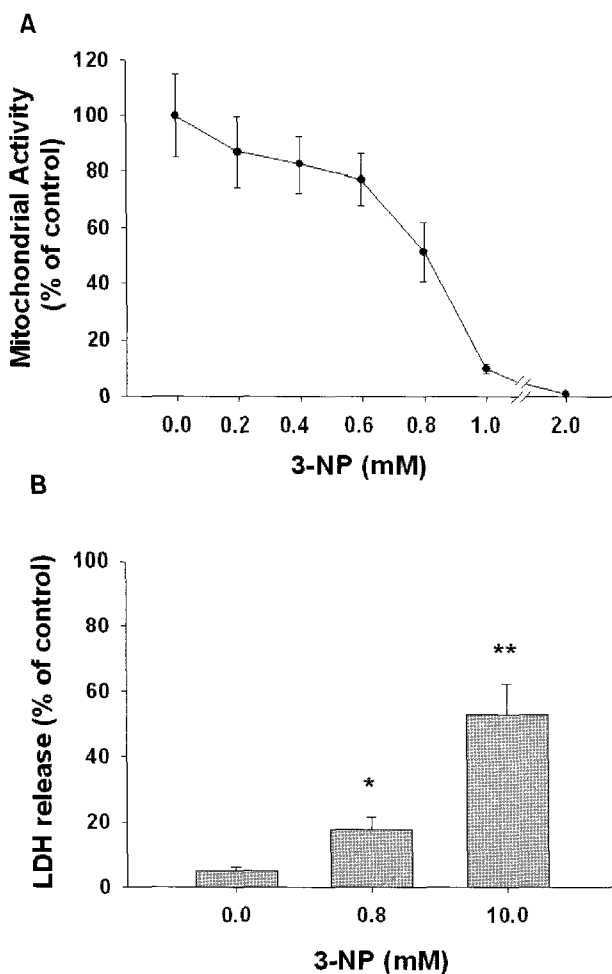 A
Mitochondrial Activity
(% of control)
120
100
80
60
40
20
0
0.0 0.2 0.4 0.6 0.8 1.0 2.0
3-NP (mM)
B
LDH release (% of control)
100
80
60
40
20
0
*
**
0.0 0.8 10.0
3-NP (mM)